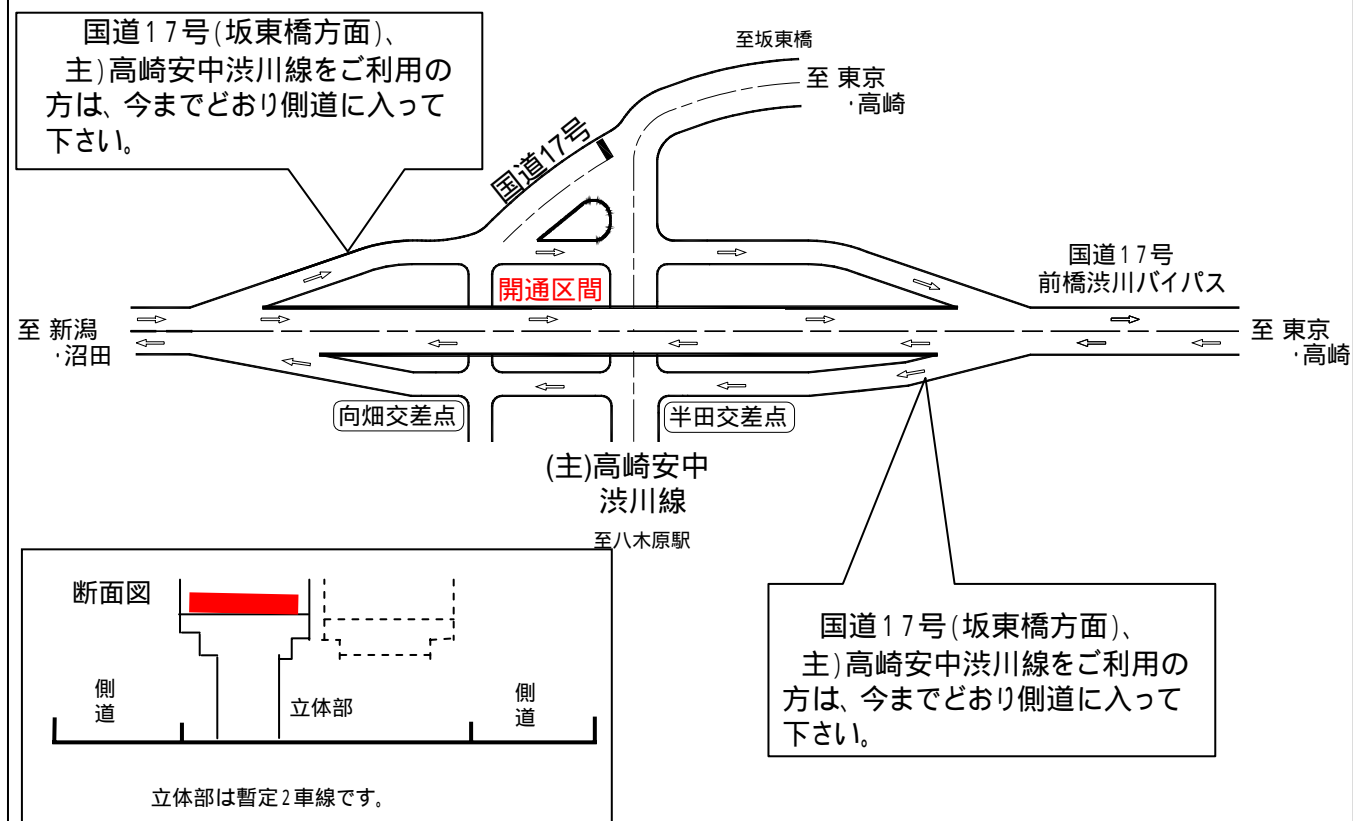 国道17号(坂東橋方面)、
主)高崎安中渋川線をご利用の
方は、今までどおり側道に入って
下さい。
至坂東橋
至 東京
・高崎
国道17号
国道17号
前橋渋川バイパス
開通区間
至 新潟
・沼田
至 東京
・高崎
向畑交差点
半田交差点
(主)高崎安中
渋川線
至八木原駅
国道17号(坂東橋方面)、
主)高崎安中渋川線をご利用の
方は、今までどおり側道に入って
下さい。
断面図
側道
立体部
側道
立体部は暫定2車線です。